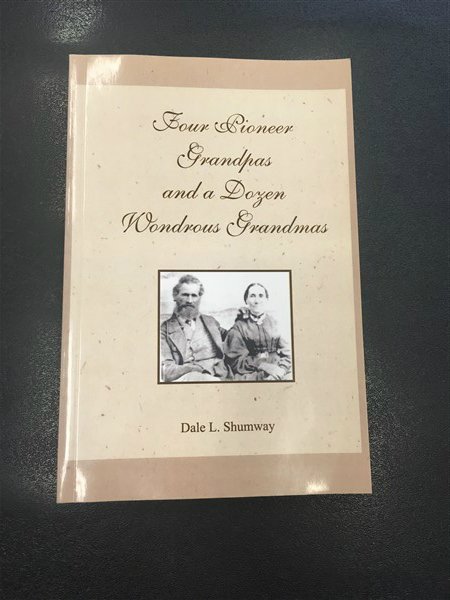 Four Pioneer
Grandpas
and a Dozen
Wondrous Grandmas
Dale L. Shumway